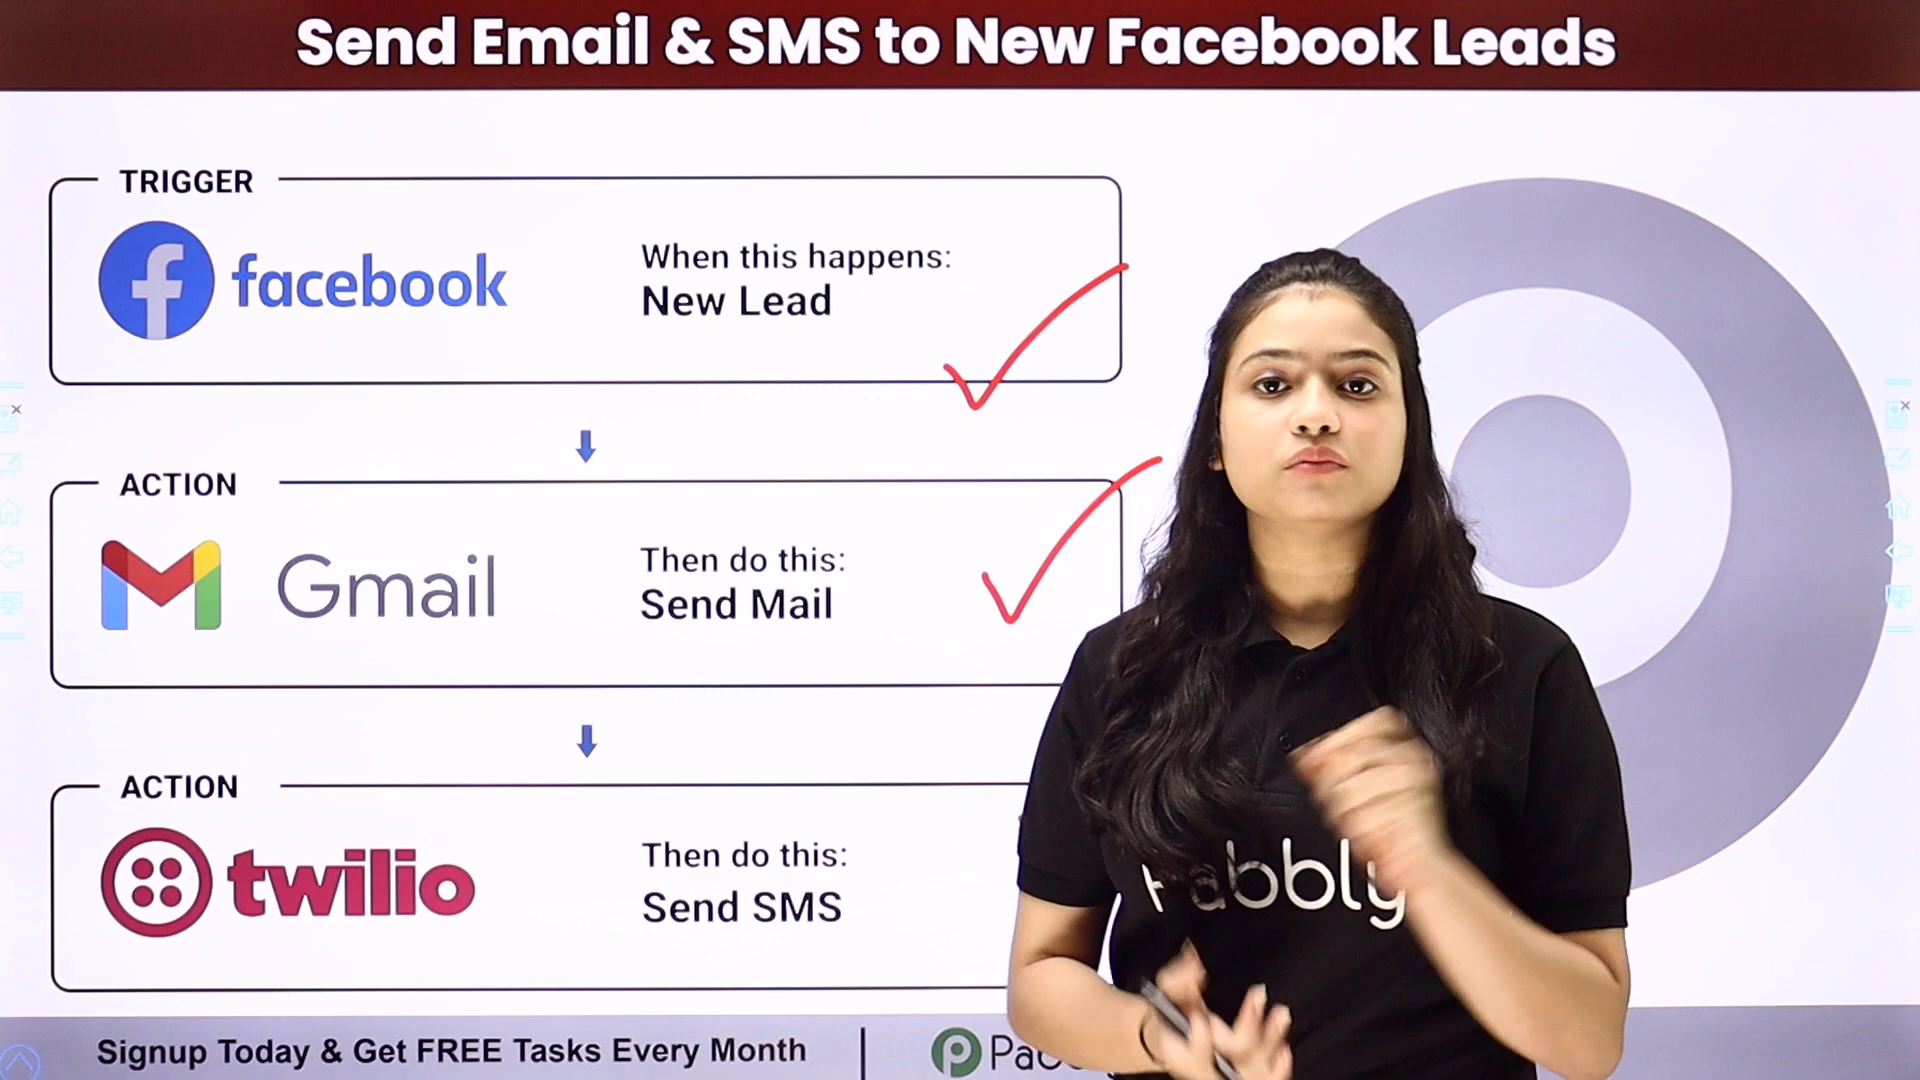 Send Email & SMS to New Facebook Leads
TRIGGER
facebook
When this happens:
New Lead
ACTION
Gmail
Then do this:
Send Mail
ACTION
twilio
Then do this:
Send SMS
Pabbly
Signup Today & Get FREE Tasks Every Month